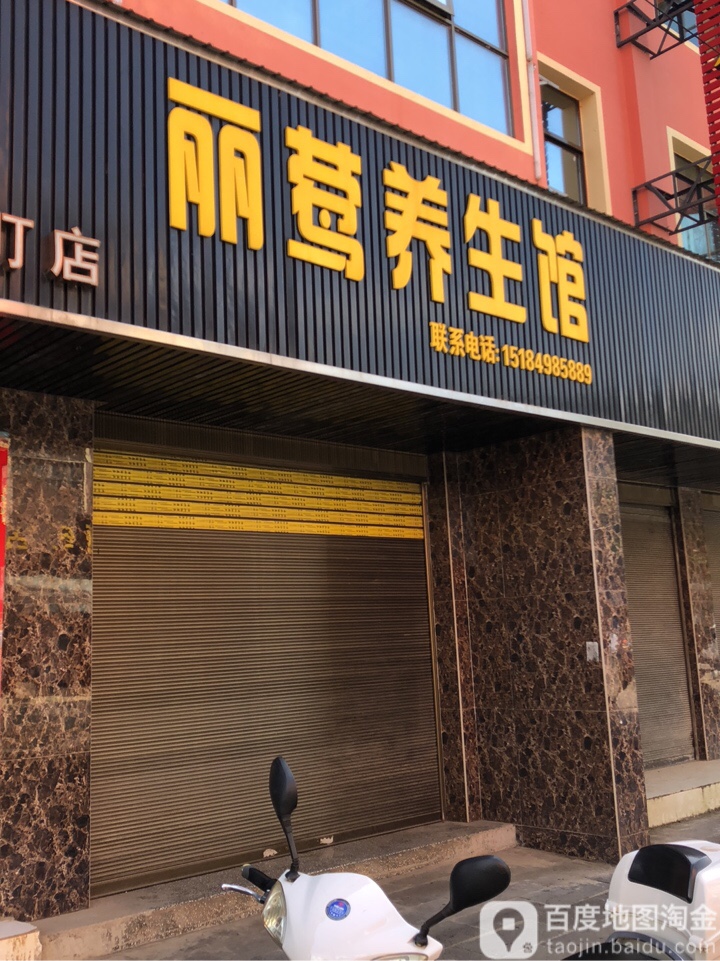 丽莺养生馆
联系电话:15184985889
店
百度地图淘金
taojin.baidu.com